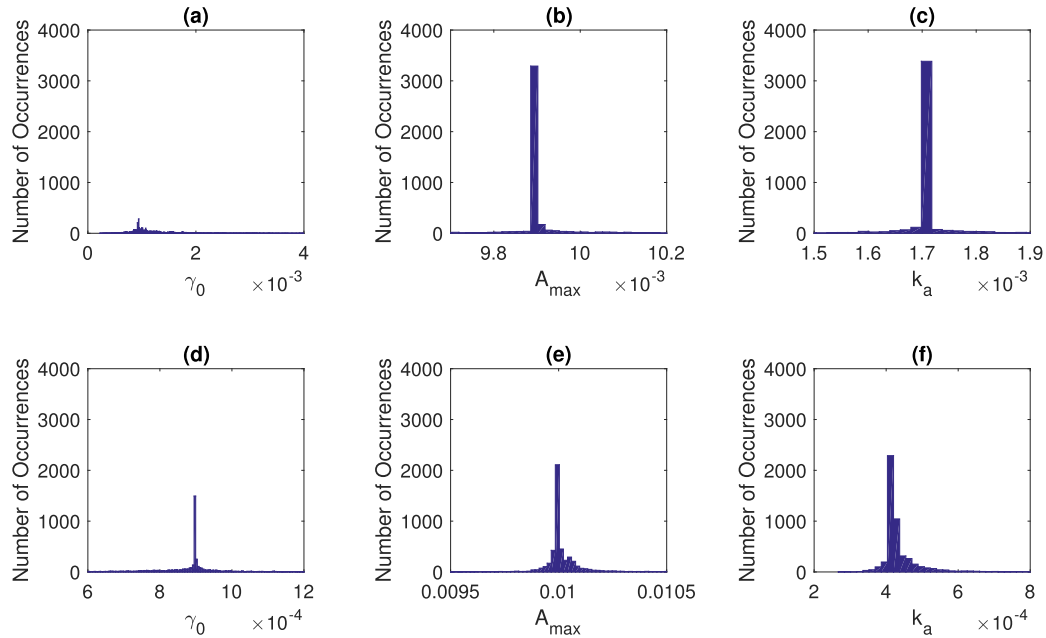 (a)
Number of Occurrences
4000
3000
2000
1000
0
0 2 4
γ0 ×10-3
(b)
Number of Occurrences
4000
3000
2000
1000
0
9.8 10 10.2
Amax ×10-3
(c)
Number of Occurrences
4000
3000
2000
1000
0
1.5 1.6 1.7 1.8 1.9
ka ×10-3
(d)
Number of Occurrences
4000
3000
2000
1000
0
6 8 10 12
γ0 ×10-4
(e)
Number of Occurrences
4000
3000
2000
1000
0
0.0095 0.01 0.0105
Amax
(f)
Number of Occurrences
4000
3000
2000
1000
0
2 4 6 8
ka ×10-4